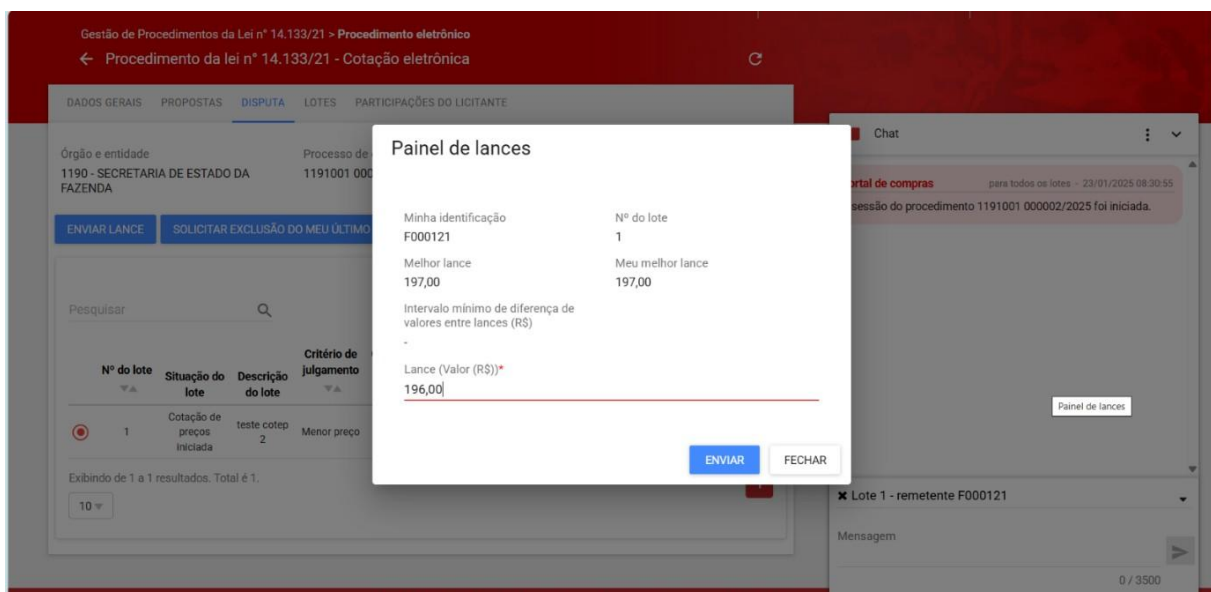 Gestão de Procedimentos da Lei n° 14.133/21 > Procedimento eletrônico
← Procedimento da lei n° 14.133/21 - Cotação eletrônica
DADOS GERAIS PROPOSTAS DISPUTA LOTES PARTICIPAÇÕES DO LICITANTE
Órgão e entidade
1190 - SECRETARIA DE ESTADO DA
FAZENDA
Processo de
1191001 000
ENVIAR LANCE SOLICITAR EXCLUSÃO DO MEU ÚLTIMO
Pesquisar
Nº do lote
Situação do
lote
Descrição
do lote
Critério de
julgamento
1
Cotação de
preços
iniciada
teste cotep
2
Menor preço
Exibindo de 1 a 1 resultados. Total é 1.
10
Painel de lances
Minha identificação Nº do lote
F000121 1
Melhor lance Meu melhor lance
197,00 197,00
Intervalo mínimo de diferença de
valores entre lances (R$)
-
Lance (Valor (R$))*
196,00
ENVIAR FECHAR
Chat
ortal de compras para todos os lotes - 23/01/2025 08:30:55
sessão do procedimento 1191001 000002/2025 foi iniciada.
Painel de lances
✖ Lote 1 - remetente F000121
Mensagem
0 / 3500